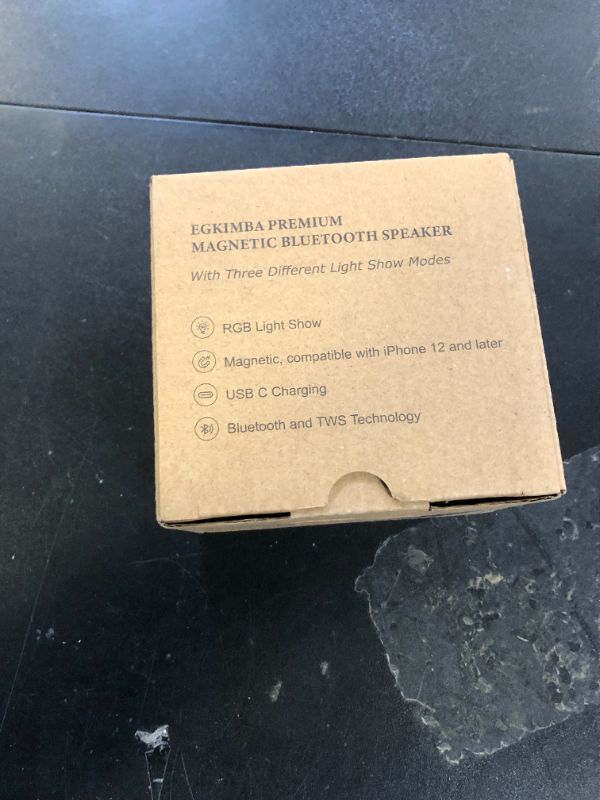 EGKIMBA PREMIUM
MAGNETIC BLUETOOTH SPEAKER
With Three Different Light Show Modes
RGB Light Show
Magnetic, compatible with iPhone 12 and later
USB C Charging
Bluetooth and TWS Technology